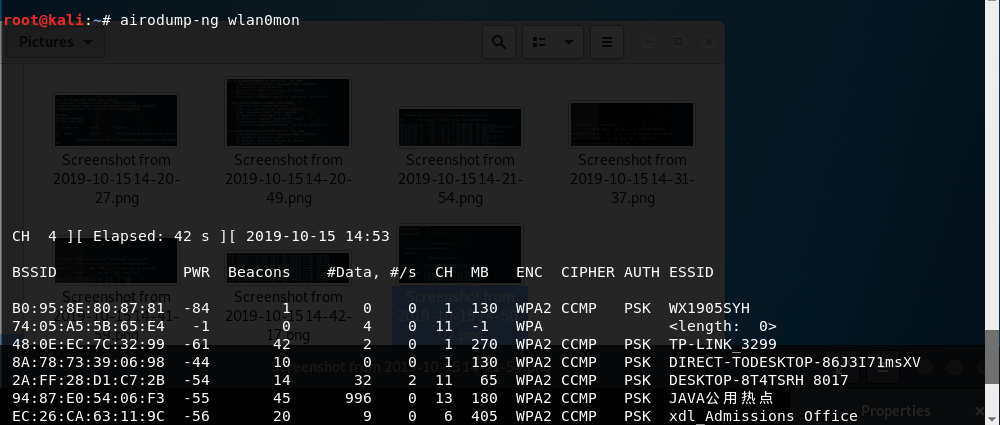 root@kali:~# airodump-ng wlan0mon
Pictures
Screenshot from 2019-10-15 14-20-27.png
Screenshot from 2019-10-15 14-20-49.png
Screenshot from 2019-10-15 14-21-54.png
Screenshot from 2019-10-15 14-31-37.png
CH  4 ][ Elapsed: 42 s ][ 2019-10-15 14:53
BSSID              PWR  Beacons    #Data, #/s  CH  MB   ENC  CIPHER AUTH ESSID
B0:95:8E:80:87:81  -84        1        0    0   1  130  WPA2 CCMP   PSK  WX1905SYH
74:05:A5:5B:65:E4   -1        0        4    0  11  -1   WPA              <length:  0>
48:0E:EC:7C:32:99  -61       42        2    0   1  270  WPA2 CCMP   PSK  TP-LINK_3299
8A:78:73:39:06:98  -44       10        0    0   1  130  WPA2 CCMP   PSK  DIRECT-TODESKTOP-86J3I71msXV
2A:FF:28:D1:C7:2B  -54       14       32    2  11   65  WPA2 CCMP   PSK  DESKTOP-8T4TSRH 8017
94:87:E0:54:06:F3  -55       45      996    0  13  180  WPA2 CCMP   PSK  JAVA公用热点
EC:26:CA:63:11:9C  -56       20        9    0   6  405  WPA2 CCMP   PSK  xdl_Admissions Office
Properties